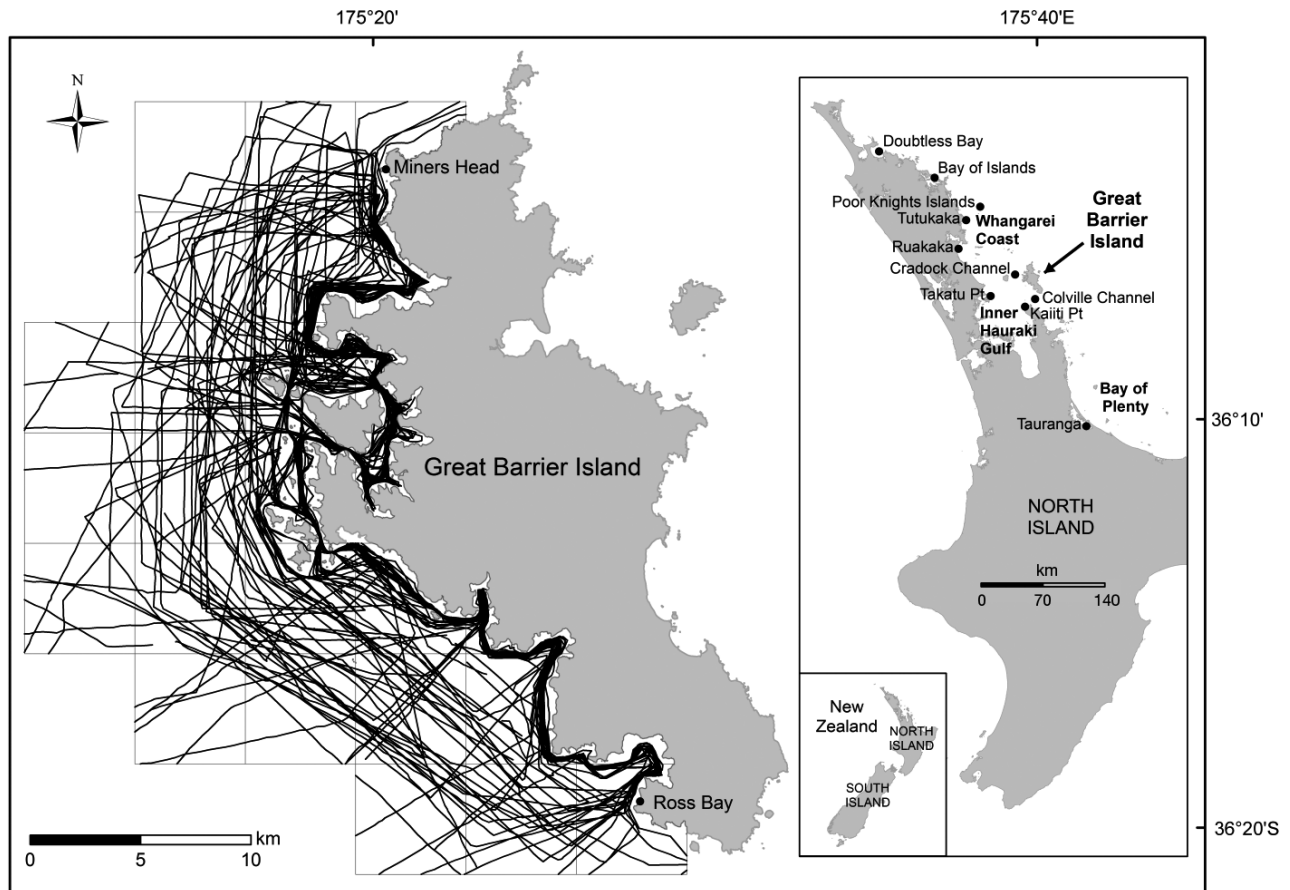 175°20'
175°40'E
N
Miners Head
Great Barrier Island
Ross Bay
km
0
5
10
Doubtless Bay
Bay of Islands
Poor Knights Islands
Tutukaka
Whangarei
Coast
Great
Barrier
Island
Ruakaka
Cradock Channel
Takatu Pt
Colville Channel
Kaiiti Pt
Inner
Hauraki
Gulf
Bay of
Plenty
Tauranga
NORTH
ISLAND
km
0
70
140
New
Zealand
NORTH
ISLAND
SOUTH
ISLAND
36°10'
36°20'S